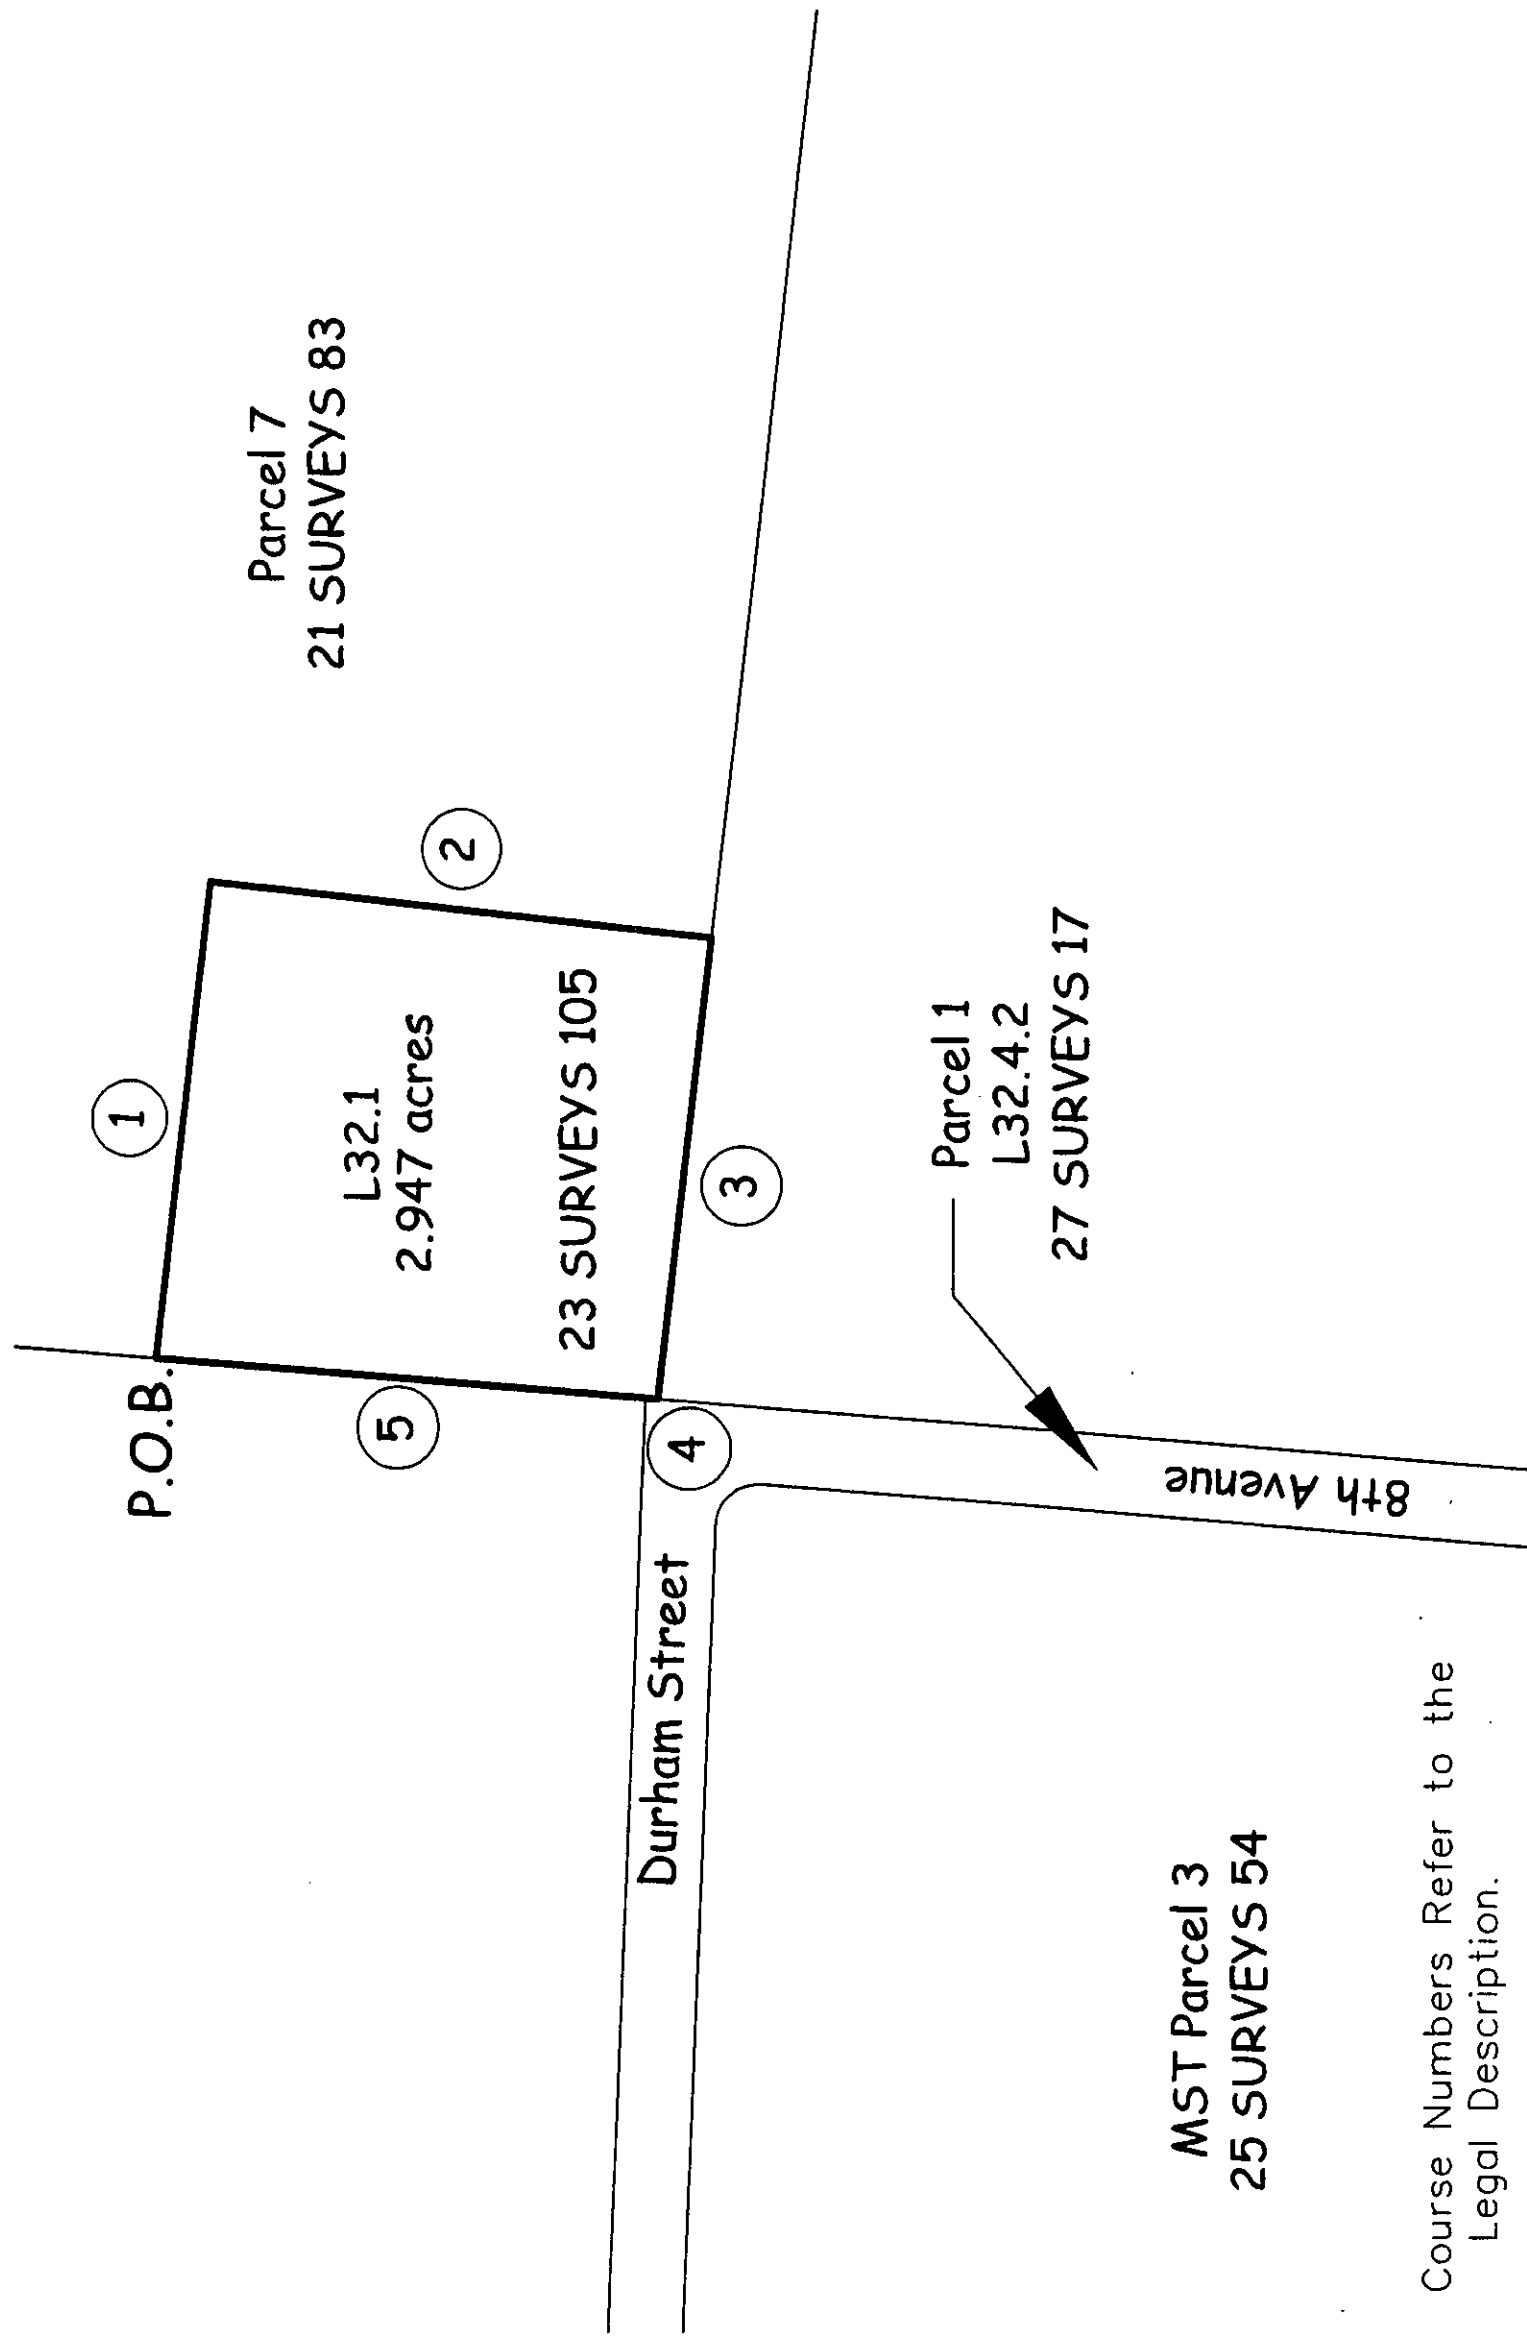 P.O.B.
1
Parcel 7
21 SURVEYS 83
L32.1
2.947 acres
23 SURVEYS 105
5
2
Durham Street
4
3
Parcel 1
L32.4.2
27 SURVEYS 17
8th Avenue
MST Parcel 3
25 SURVEYS 54
Course Numbers Refer to the
Legal Description.